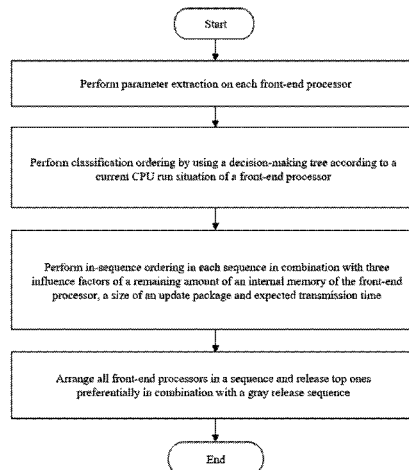 Start
Perform parameter extraction on each front-end processor
Perform classification ordering by using a decision-making tree according to a
current CPU run situation of a front-end processor
Perform in-sequence ordering in each sequence in combination with three
influence factors of a remaining amount of an internal memory of the front-end
processor, a size of an update package and expected transmission time
Arrange all front-end processors in a sequence and release top ones
preferentially in combination with a gray release sequence
End